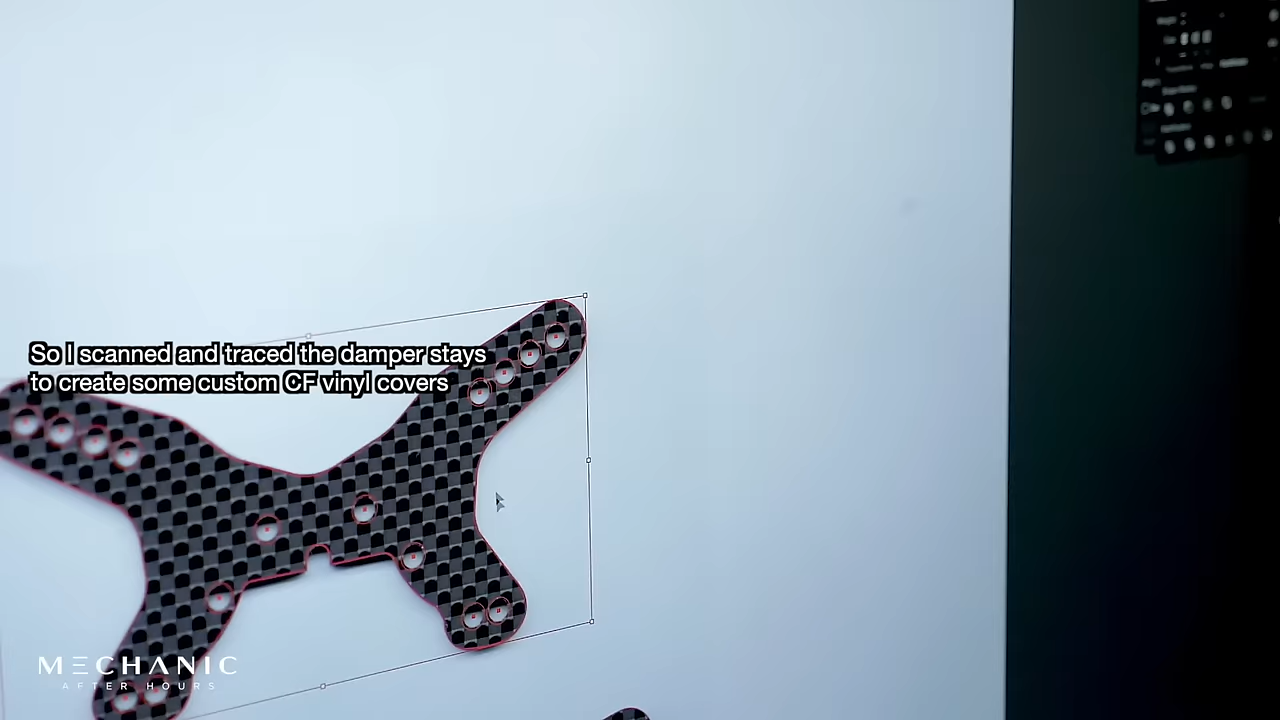 So I scanned and traced the damper stays
to create some custom CF vinyl covers
MECHANIC
AFTER HOURS